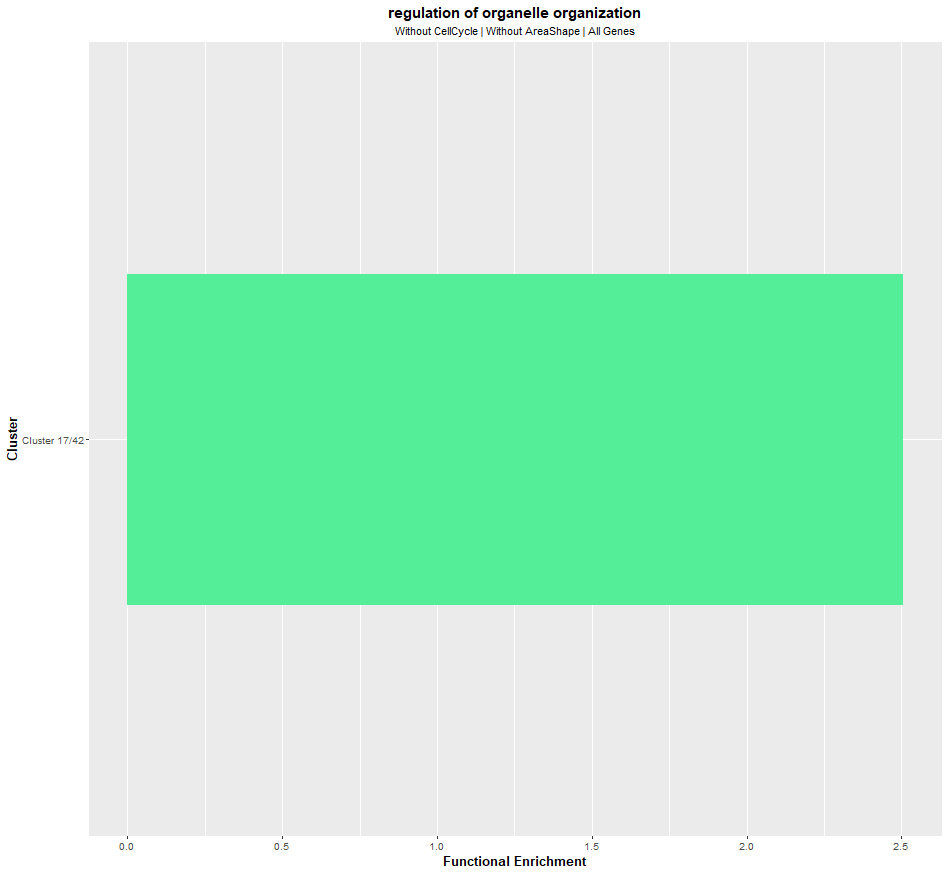 regulation of organelle organization
Without CellCycle | Without AreaShape | All Genes
Cluster
Cluster 17/42
0.0 0.5 1.0 1.5 2.0 2.5
Functional Enrichment